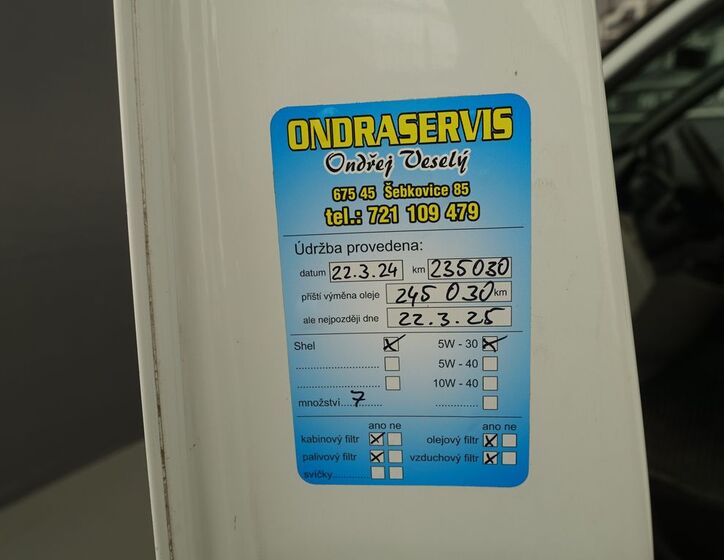 ONDRASERVIS
Ondřej Veselý
675 45 Šebkovice 85
tel.: 721 109 479
Údržba provedena:
datum 22.3.24 km 235030
příští výměna oleje 245 030 km
ale nejpozději dne 22.3.25
Shel 5W - 30
5W - 40
10W - 40
množství....7........
ano ne ano ne
kabinový filtr olejový filtr
palivový filtr vzduchový filtr
svíčky